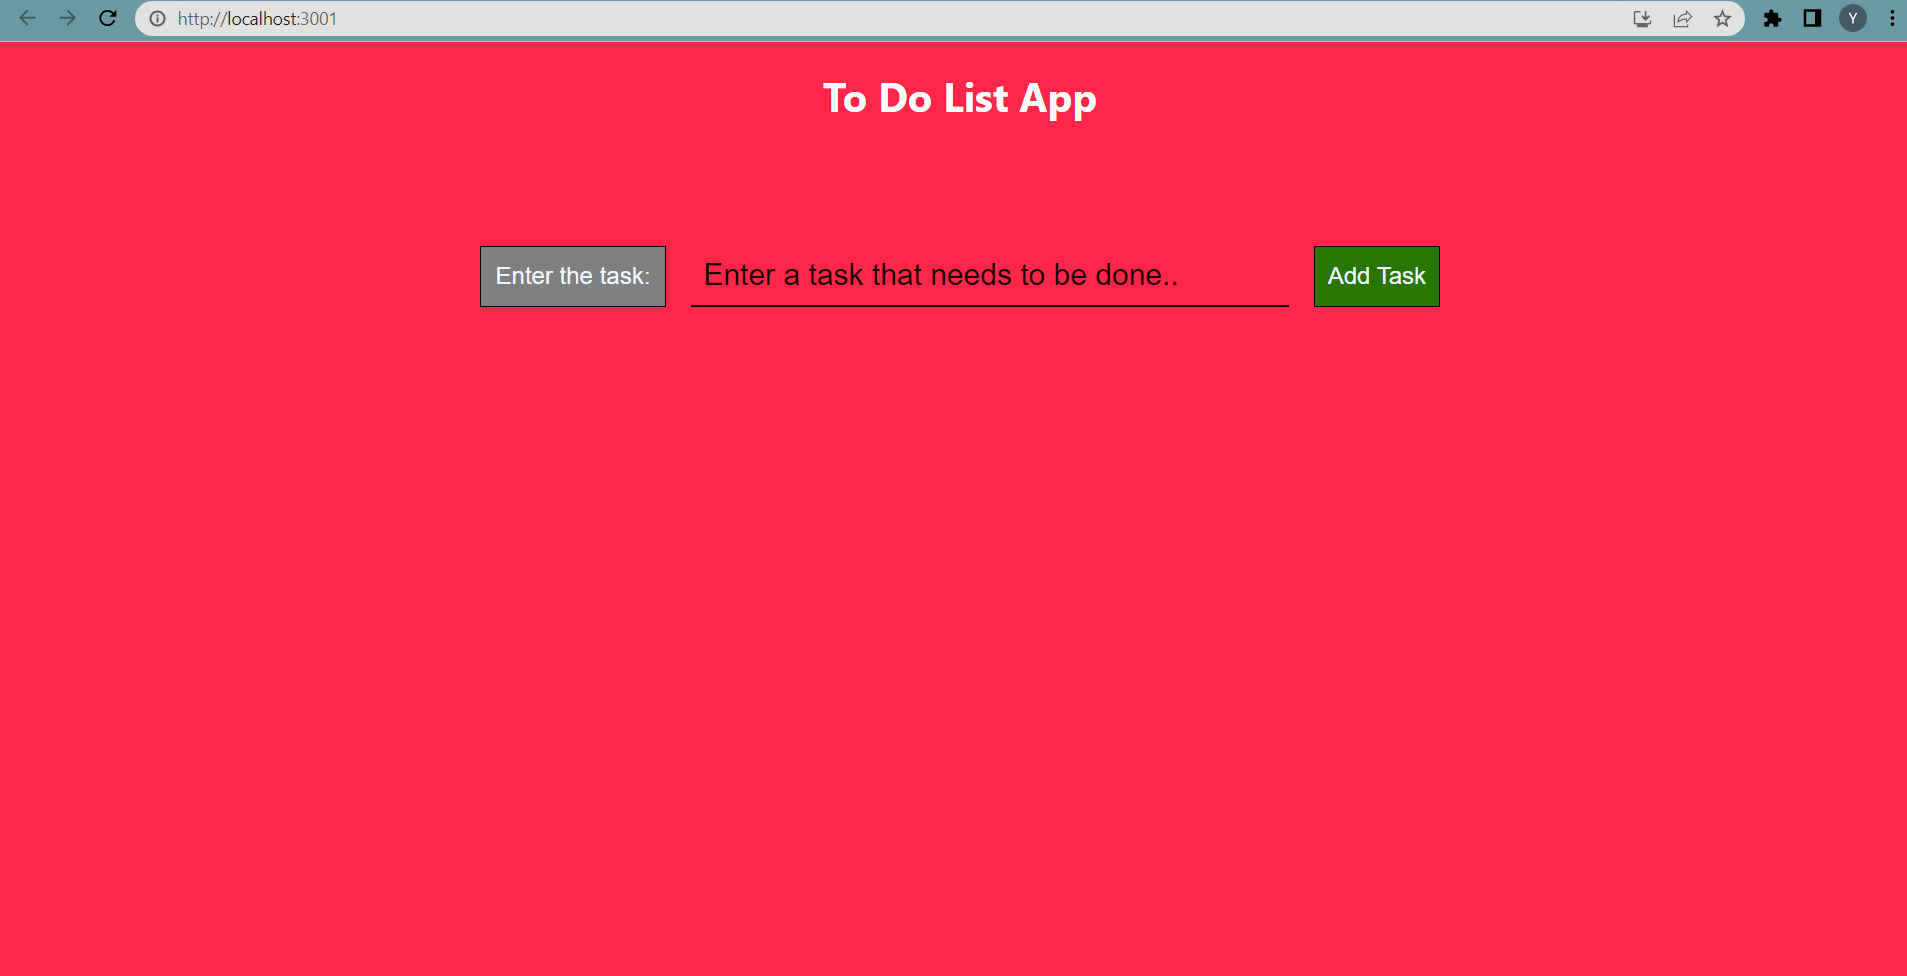 http://localhost:3001
Y
To Do List App
Enter the task:
Enter a task that needs to be done..
Add Task